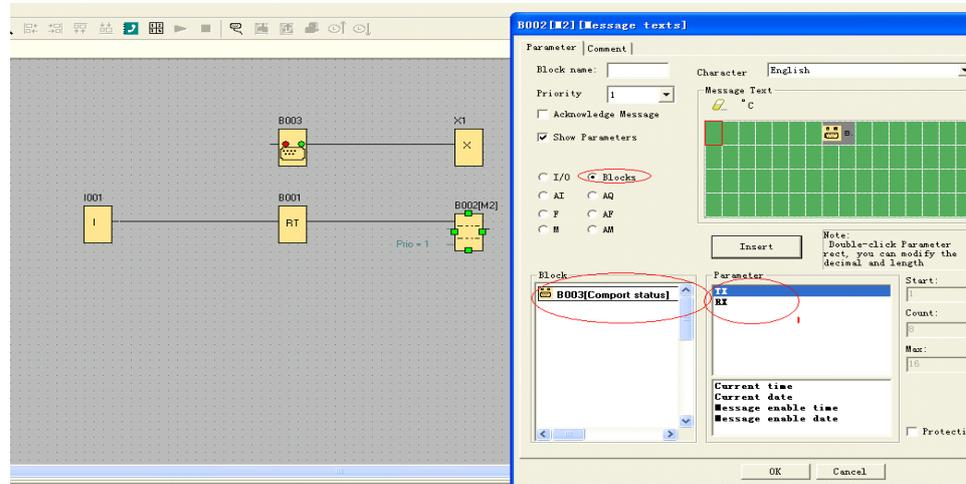 B003
X1
X
I001
I
B001
RT
B002[M2]
Prio = 1
B002[M2][Message texts]
Parameter
Comment
Block name:
Character
English
Priority
1
Message Text
°C
Acknowledge Message
B.
Show Parameters
I/O
Blocks
AI
AQ
F
AF
M
AM
Insert
Note:
Double-click Parameter
rect, you can modify the
decimal and length
Block
B003[Comport status]
Parameter
TX
RX
Start:
1
Count:
8
Max:
16
Current time
Current date
Message enable time
Message enable date
Protecti
OK
Cancel